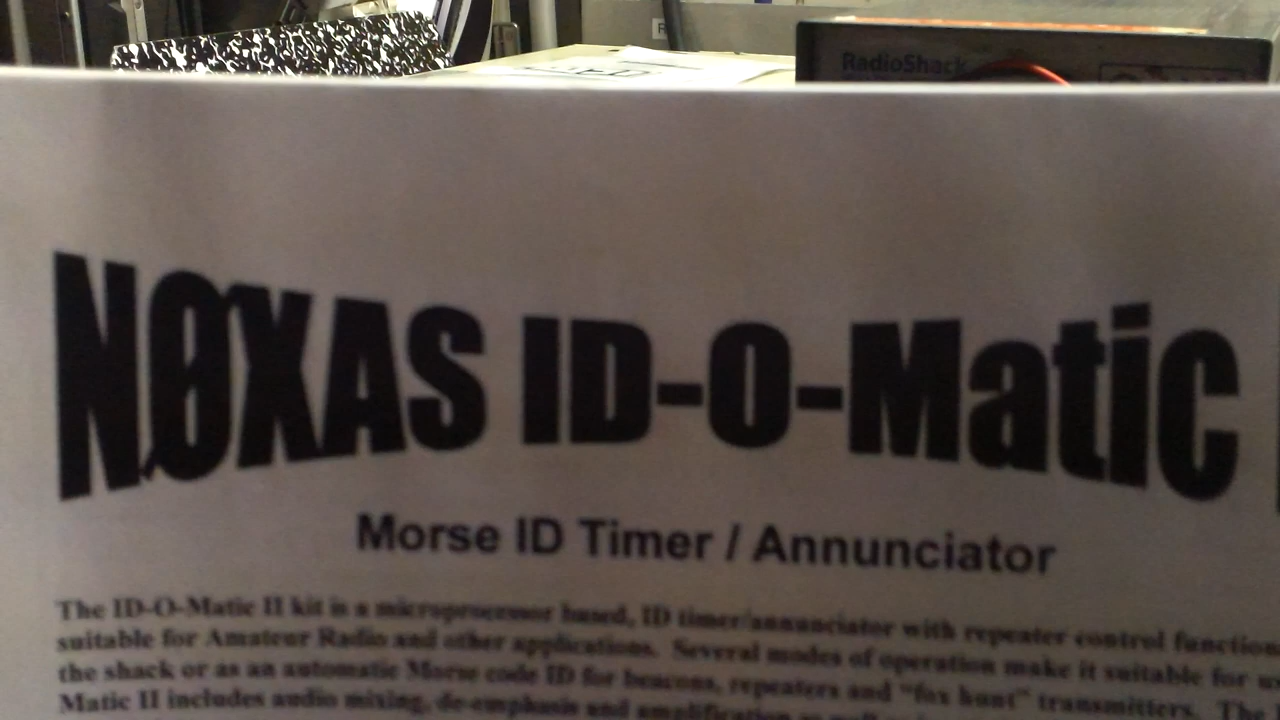 RadioShack
NØXAS ID-O-Matic
Morse ID Timer / Annunciator
The ID-O-Matic II kit is a microprocessor based, ID timer/annunciator with repeater control function
suitable for Amateur Radio and other applications. Several modes of operation make it suitable for
the shack or as an automatic Morse code ID for beacons, repeaters and "fox hunt" transmitters. The
Matic II includes audio mixing, de-emphasis and amplification as well